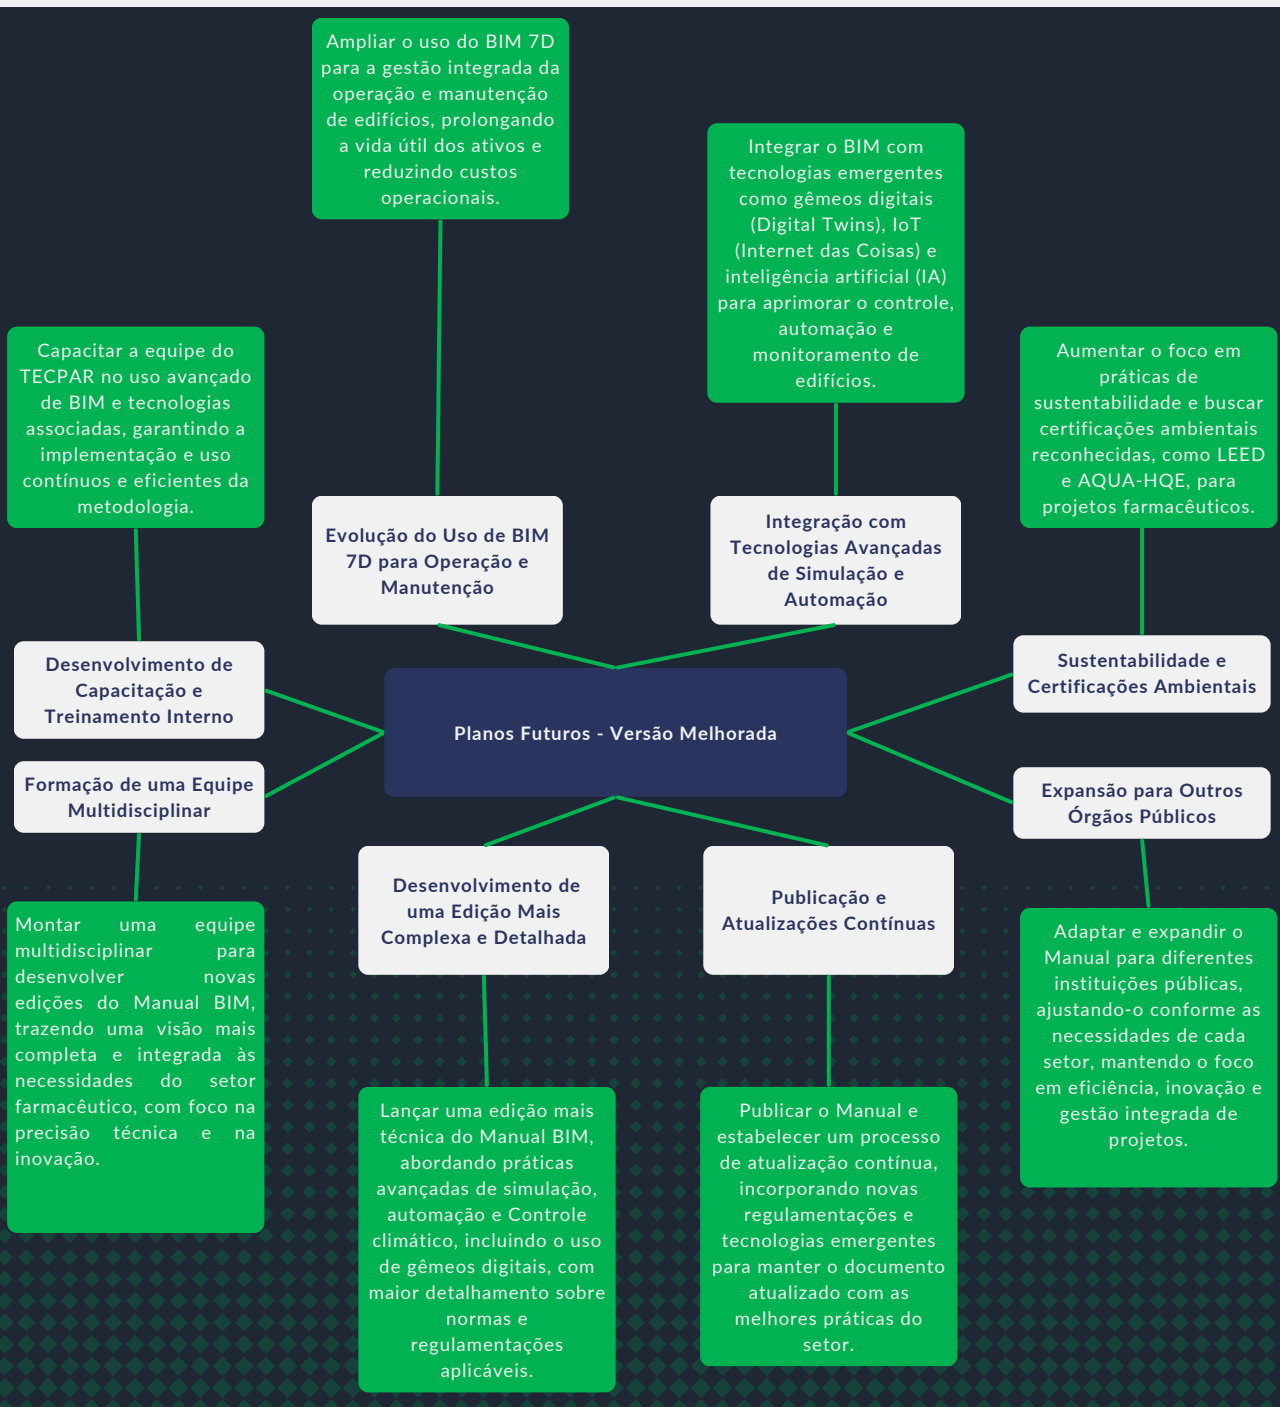 Ampliar o uso do BIM 7D
para a gestão integrada da
operação e manutenção
de edifícios, prolongando
a vida útil dos ativos e
reduzindo custos
operacionais.
Integrar o BIM com
tecnologias emergentes
como gêmeos digitais
(Digital Twins), IoT
(Internet das Coisas) e
inteligência artificial (IA)
para aprimorar o controle,
automação e
monitoramento de
edifícios.
Capacitar a equipe do
TECPAR no uso avançado
de BIM e tecnologias
associadas, garantindo a
implementação e uso
contínuos e eficientes da
metodologia.
Aumentar o foco em
práticas de
sustentabilidade e buscar
certificações ambientais
reconhecidas, como LEED
e AQUA-HQE, para
projetos farmacêuticos.
Evolução do Uso de BIM
7D para Operação e
Manutenção
Integração com
Tecnologias Avançadas
de Simulação e
Automação
Desenvolvimento de
Capacitação e
Treinamento Interno
Sustentabilidade e
Certificações Ambientais
Planos Futuros - Versão Melhorada
Formação de uma Equipe
Multidisciplinar
Expansão para Outros
Órgãos Públicos
Desenvolvimento de
uma Edição Mais
Complexa e Detalhada
Publicação e
Atualizações Contínuas
Montar uma equipe
multidisciplinar para
desenvolver novas
edições do Manual BIM,
trazendo uma visão mais
completa e integrada às
necessidades do setor
farmacêutico, com foco na
precisão técnica e na
inovação.
Adaptar e expandir o
Manual para diferentes
instituições públicas,
ajustando-o conforme as
necessidades de cada
setor, mantendo o foco
em eficiência, inovação e
gestão integrada de
projetos.
Lançar uma edição mais
técnica do Manual BIM,
abordando práticas
avançadas de simulação,
automação e Controle
climático, incluindo o uso
de gêmeos digitais, com
maior detalhamento sobre
normas e
regulamentações
aplicáveis.
Publicar o Manual e
estabelecer um processo
de atualização contínua,
incorporando novas
regulamentações e
tecnologias emergentes
para manter o documento
atualizado com as
melhores práticas do
setor.